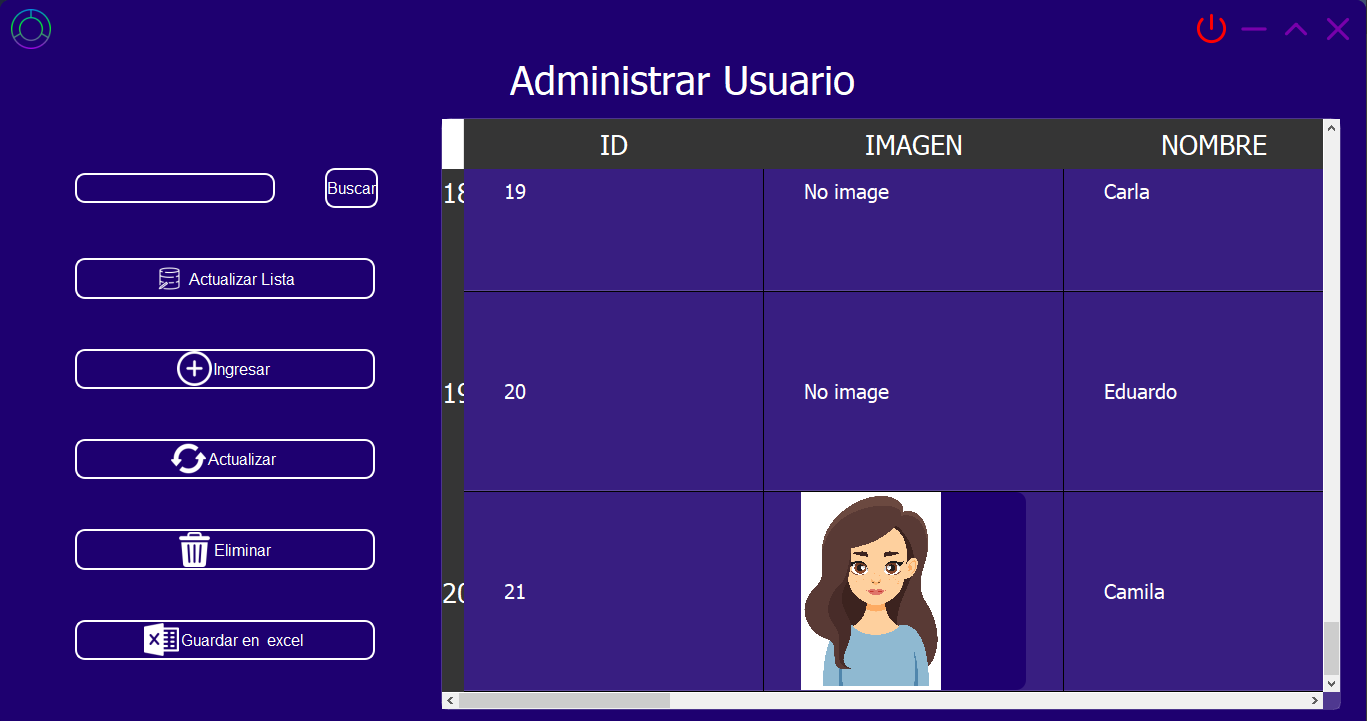 Administrar Usuario
ID IMAGEN NOMBRE
Buscar
18 19 No image Carla
Actualizar Lista
Ingresar
19 20 No image Eduardo
Actualizar
Eliminar
20 21 Camila
Guardar en excel